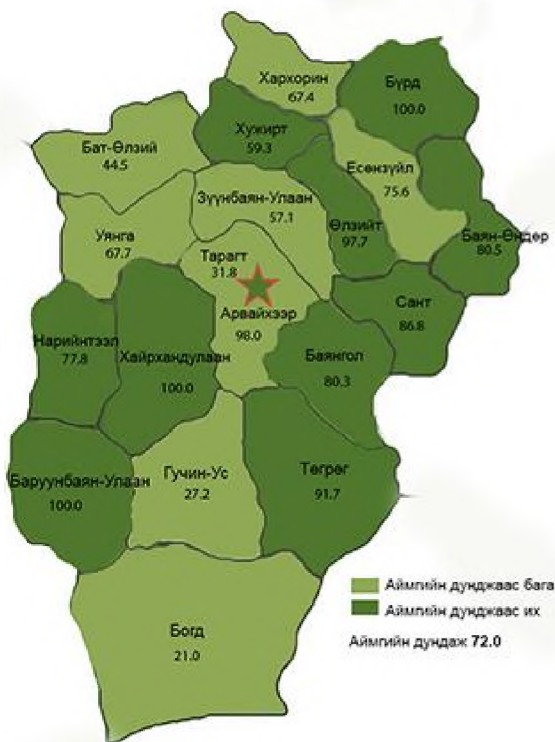 Хархорин
67.4
Бүрд
100.0
Хужирт
59.3
Бат-Өлзий
44.5
Есөнзүйл
75.6
Зүүнбаян-Улаан
57.1
Өлзийт
97.7
Баян-Өндөр
80.5
Уянга
67.7
Тарагт
31.8
Арвайхээр
98.0
Сант
86.8
Нарийнтээл
77.8
Хайрхандулаан
100.0
Баянгол
80.3
Баруунбаян-Улаан
100.0
Гучин-Ус
27.2
Төгрөг
91.7
Богд
21.0
Аймгийн дунджаас бага
Аймгийн дунджаас их
Аймгийн дундаж 72.0